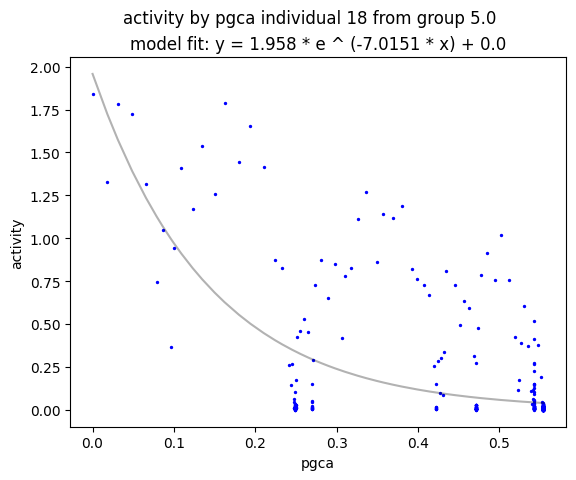 activity by pgca individual 18 from group 5.0
model fit: y = 1.958 * e ^ (-7.0151 * x) + 0.0
2.00
1.75
1.50
1.25
1.00
0.75
0.50
0.25
0.00
activity
0.0 0.1 0.2 0.3 0.4 0.5
pgca